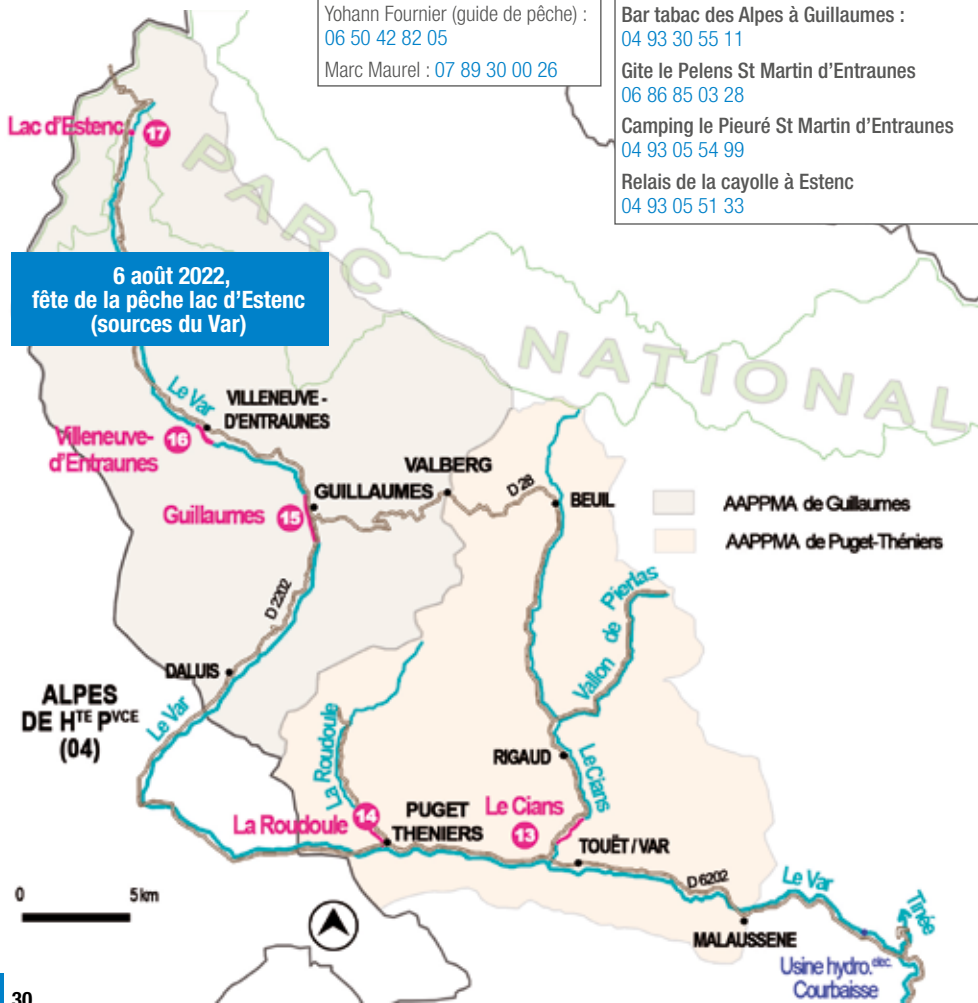 Yohann Fournier (guide de pêche) :
06 50 42 82 05
Marc Maurel : 07 89 30 00 26
Bar tabac des Alpes à Guillaumes :
04 93 30 55 11
Gite le Pelens St Martin d'Entraunes
06 86 85 03 28
Camping le Pieuré St Martin d'Entraunes
04 93 05 54 99
Relais de la cayolle à Estenc
04 93 05 51 33
Lac d'Estenc
17
PARC
NATIONAL
6 août 2022,
fête de la pêche lac d'Estenc
(sources du Var)
Le Var
VILLENEUVE -
D'ENTRAUNES
16
Villeneuve-
d'Entraunes
VALBERG
GUILLAUMES
D 28
BEUIL
Guillaumes
15
AAPPMA de Guillaumes
AAPPMA de Puget-Théniers
D 2202
Vallon de Pierlas
DALUIS
ALPES
DE HTE PVCE
(04)
Le Var
La Roudoule
RIGAUD
Le Cians
La Roudoule
14
PUGET
THENIERS
Le Cians
13
TOUËT / VAR
D 6202
Le Var
Tinée
MALAUSSENE
Usine hydro.elec.
Courbaisse
0
5 km
30